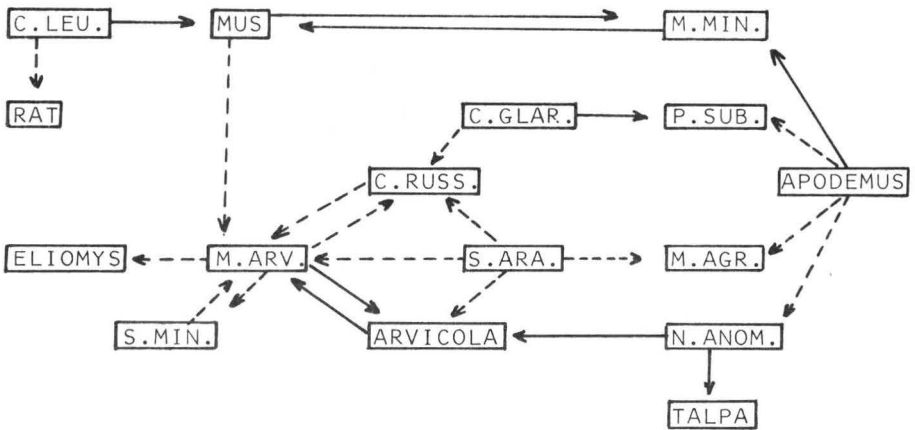 C.LEU.
MUS
M.MIN.
RAT
C.GLAR.
P.SUB.
C.RUSS.
APODEMUS
ELIOMYS
M.ARV.
S.ARA.
M.AGR.
S.MIN.
ARVICOLA
N.ANOM.
TALPA